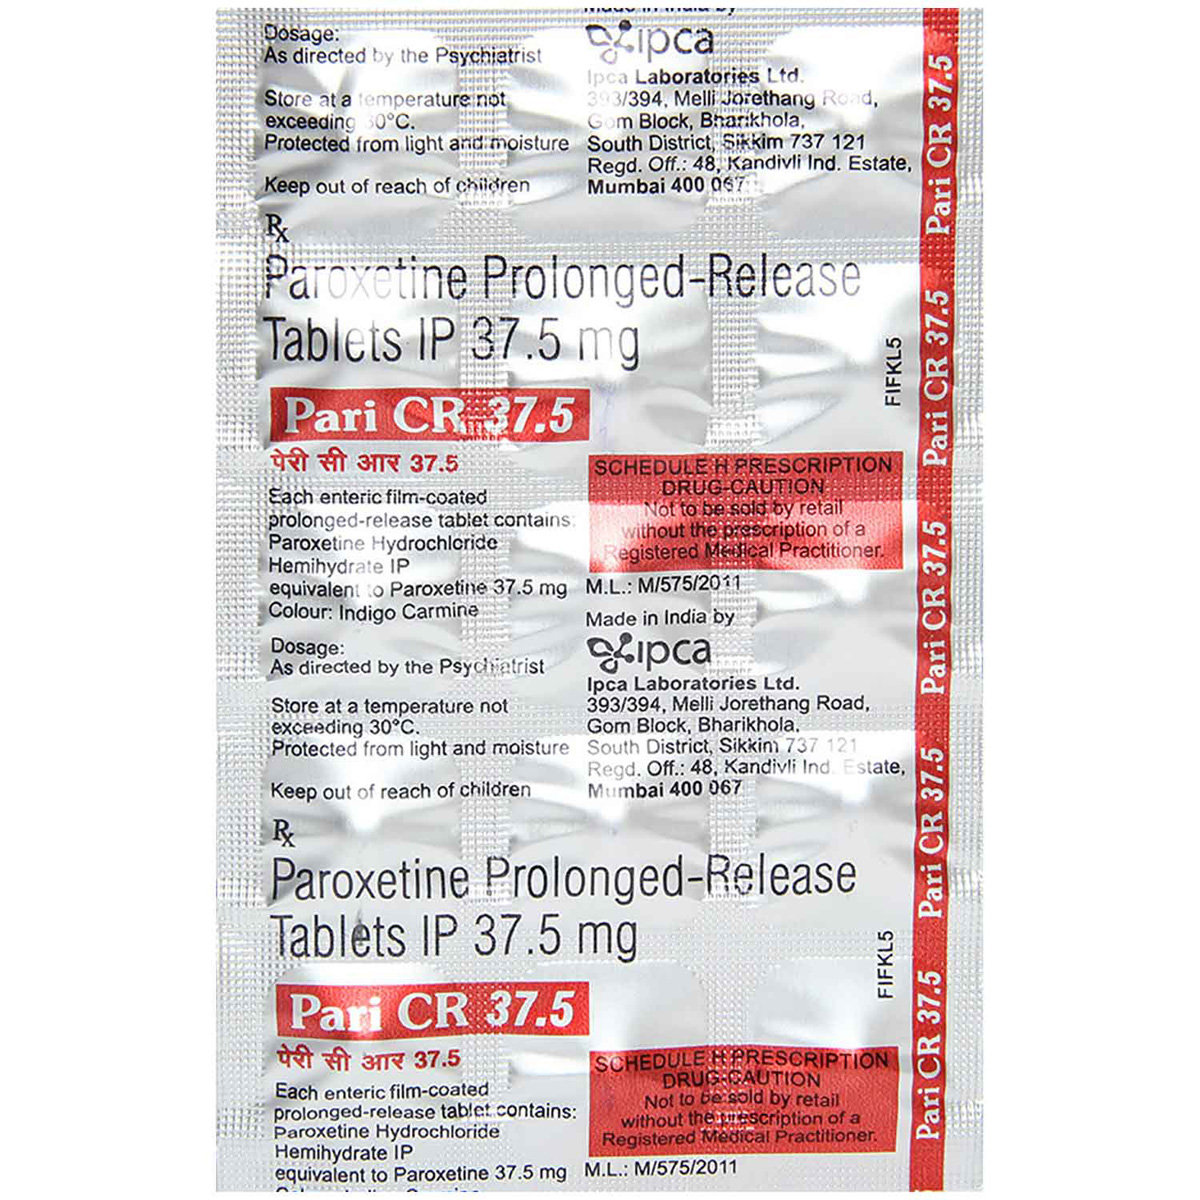 Made in India by
Dosage:
As directed by the Psychiatrist
Store at a temperature not
exceeding 30°C.
Protected from light and moisture
Keep out of reach of children
ipca
Ipca Laboratories Ltd.
393/394, Melli Jorethang Road,
Gom Block, Bharikhola,
South District, Sikkim 737 121
Regd. Off.: 48, Kandivli Ind. Estate,
Mumbai 400 067
Rx
Paroxetine Prolonged-Release
Tablets IP 37.5 mg
Pari CR 37.5
पेरी सी आर 37.5
Each enteric film-coated
prolonged-release tablet contains:
Paroxetine Hydrochloride
Hemihydrate IP
equivalent to Paroxetine 37.5 mg
Colour: Indigo Carmine
Dosage:
As directed by the Psychiatrist
Store at a temperature not
exceeding 30°C.
Protected from light and moisture
Keep out of reach of children
FIFKL5
SCHEDULE H PRESCRIPTION
DRUG-CAUTION
Not to be sold by retail
without the prescription of a
Registered Medical Practitioner.
M.L.: M/575/2011
Made in India by
ipca
Ipca Laboratories Ltd.
393/394, Melli Jorethang Road,
Gom Block, Bharikhola,
South District, Sikkim 737 121
Regd. Off.: 48, Kandivli Ind. Estate,
Mumbai 400 067
Rx
Paroxetine Prolonged-Release
Tablets IP 37.5 mg
Pari CR 37.5
पेरी सी आर 37.5
Each enteric film-coated
prolonged-release tablet contains:
Paroxetine Hydrochloride
Hemihydrate IP
equivalent to Paroxetine 37.5 mg
FIFKL5
SCHEDULE H PRESCRIPTION
DRUG-CAUTION
Not to be sold by retail
without the prescription of a
Registered Medical Practitioner.
M.L.: M/575/2011
Pari CR 37.5
Pari CR 37.5
Pari CR 37.5
Pari CR 37.5
Pari CR 37.5